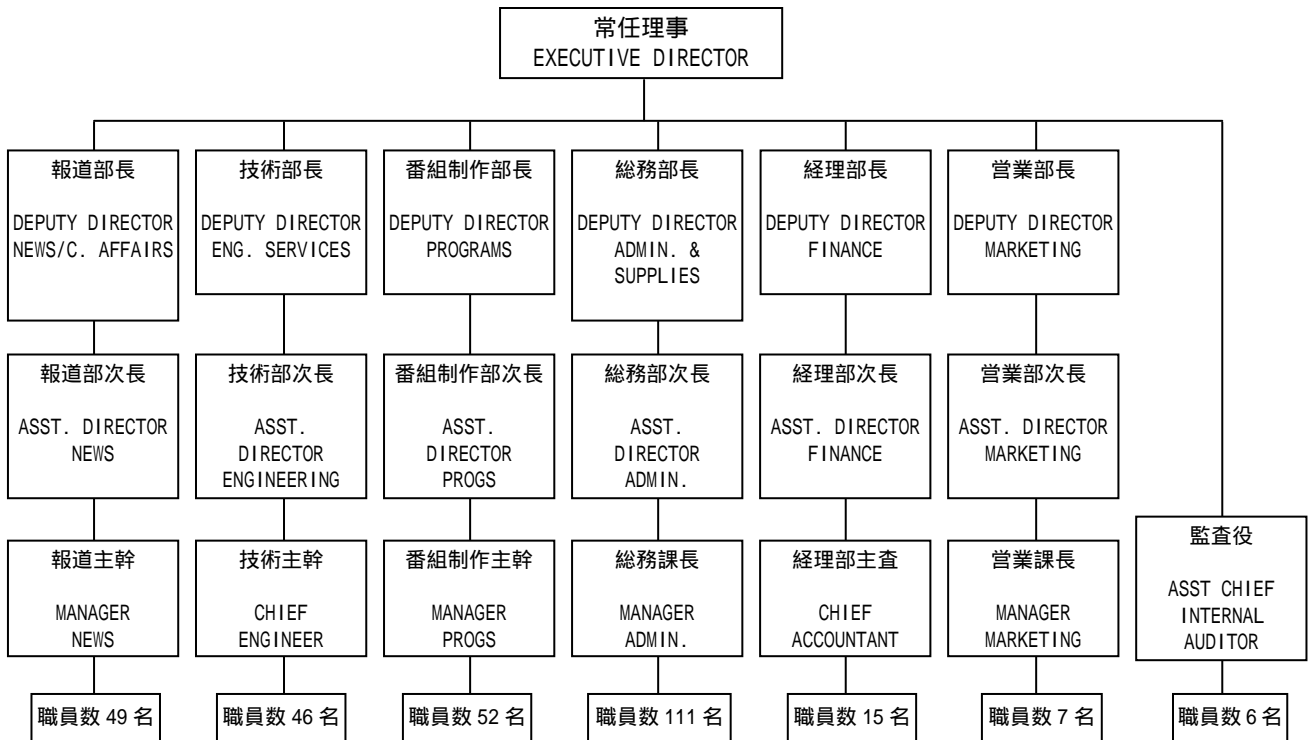 常任理事
EXECUTIVE DIRECTOR
報道部長
DEPUTY DIRECTOR
NEWS/C. AFFAIRS
技術部長
DEPUTY DIRECTOR
ENG. SERVICES
番組制作部長
DEPUTY DIRECTOR
PROGRAMS
総務部長
DEPUTY DIRECTOR
ADMIN. &
SUPPLIES
経理部長
DEPUTY DIRECTOR
FINANCE
営業部長
DEPUTY DIRECTOR
MARKETING
報道部次長
ASST. DIRECTOR
NEWS
技術部次長
ASST.
DIRECTOR
ENGINEERING
番組制作部次長
ASST.
DIRECTOR
PROGS
総務部次長
ASST.
DIRECTOR
ADMIN.
経理部次長
ASST. DIRECTOR
FINANCE
営業部次長
ASST. DIRECTOR
MARKETING
報道主幹
MANAGER
NEWS
技術主幹
CHIEF
ENGINEER
番組制作主幹
MANAGER
PROGS
総務課長
MANAGER
ADMIN.
経理部主査
CHIEF
ACCOUNTANT
営業課長
MANAGER
MARKETING
監査役
ASST CHIEF
INTERNAL
AUDITOR
職員数 49 名
職員数 46 名
職員数 52 名
職員数 111 名
職員数 15 名
職員数 7 名
職員数 6 名